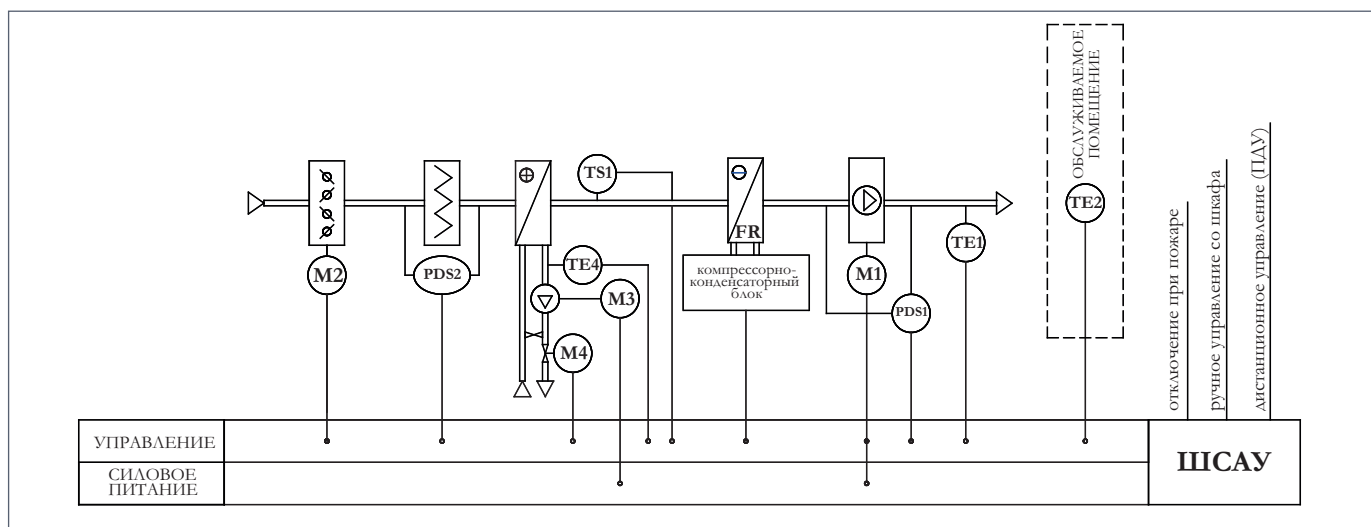 ОБСЛУЖИВАЕМОЕ
ПОМЕЩЕНИЕ
TS1
TE2
FR
TE1
M2
PDS2
TE4
компрессорно-
конденсаторный
блок
M1
M3
PDS1
M4
отключение при пожаре
ручное управление со шкафа
дистанционное управление (ПДУ)
УПРАВЛЕНИЕ
СИЛОВОЕ
ПИТАНИЕ
ШСАУ